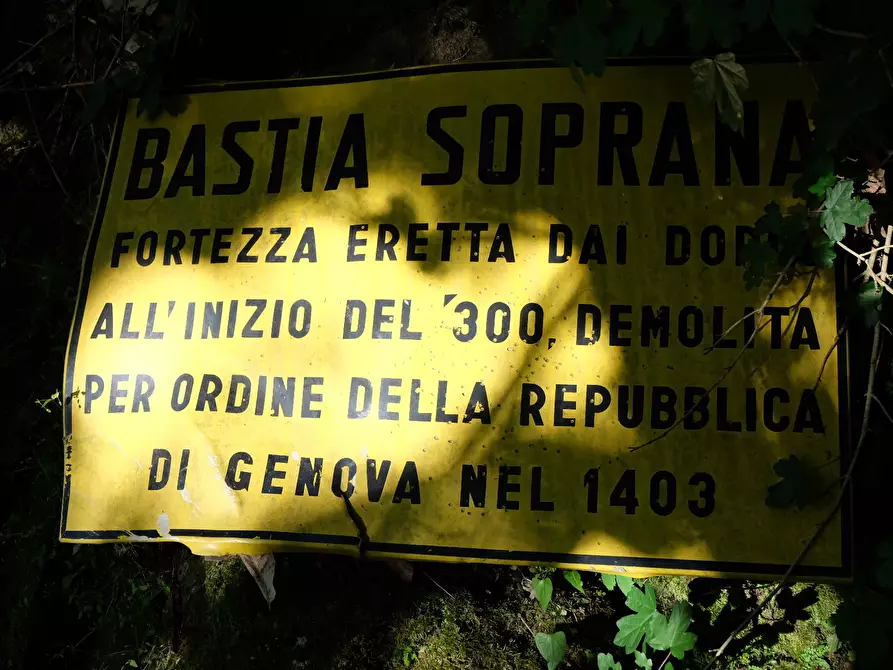 BASTIA SOPRANA
FORTEZZA ERETTA DAI
ALL'INIZIO DEL '300, DEMOLITA
PER ORDINE DELLA REPUBBLICA
DI GENOVA NEL 1403